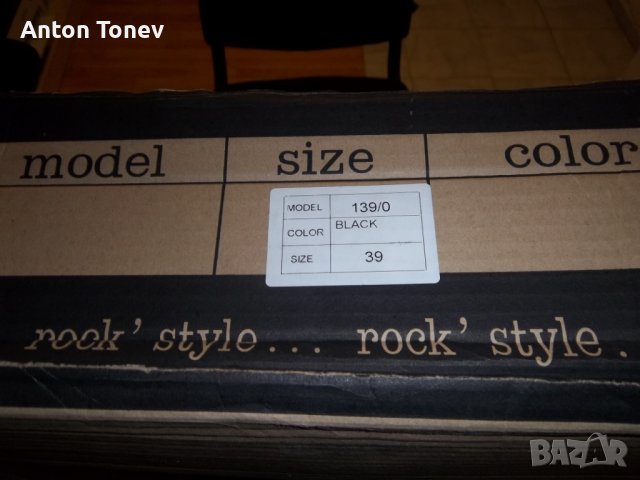 Anton Tonev
model size color
MODEL 139/0
COLOR BLACK
SIZE 39
rock' style... rock' style.
BAZAR